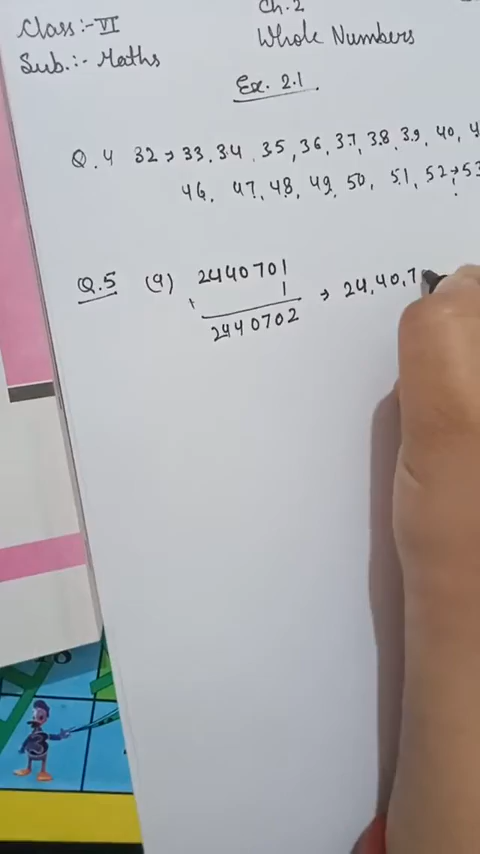 Class:- VI
Ch. 2
Sub.:- Maths
Whole Numbers
Ex. 2.1.
Q.4 32 → 33, 34, 35, 36, 37, 38, 39, 40, 4
46, 47, 48, 49, 50, 51, 52 → 53
Q.5 (a) 2440701
+ 1
2440702 → 24,40,7